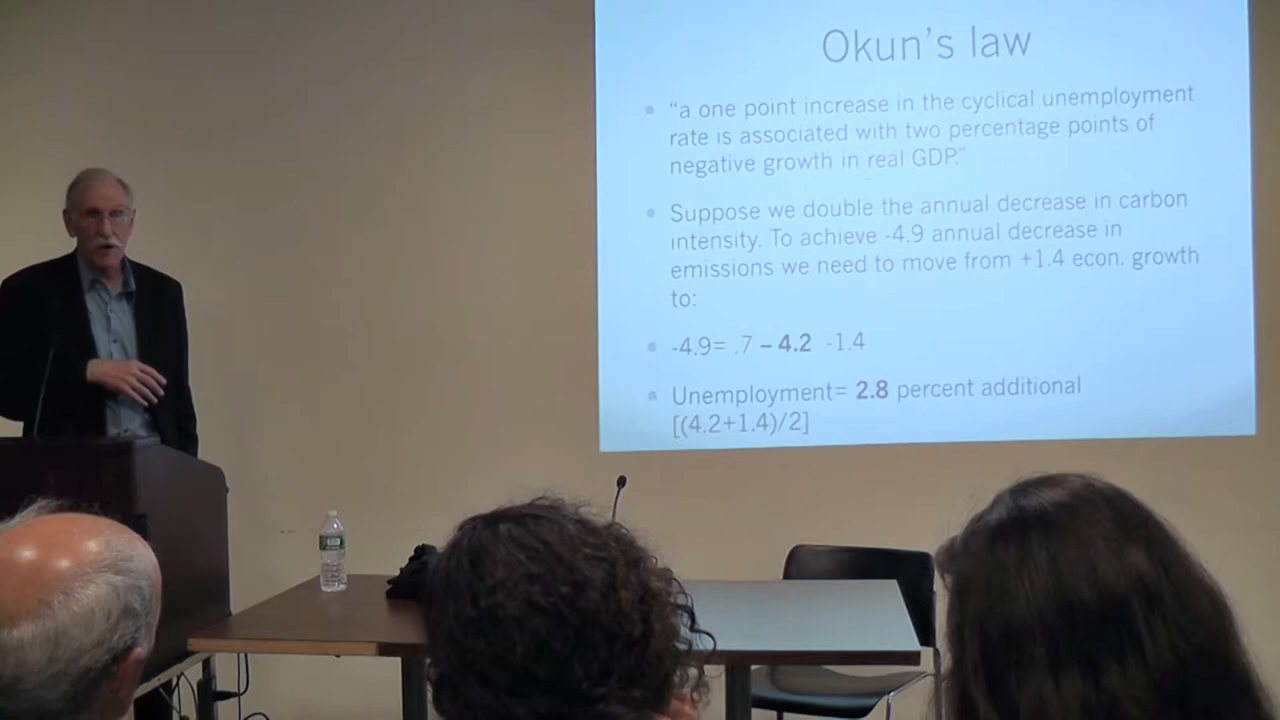 Okun's law
• "a one point increase in the cyclical unemployment
rate is associated with two percentage points of
negative growth in real GDP."
• Suppose we double the annual decrease in carbon
intensity. To achieve -4.9 annual decrease in
emissions we need to move from +1.4 econ. growth
to:
• -4.9= .7 – 4.2 -1.4
• Unemployment= 2.8 percent additional
[(4.2+1.4)/2]